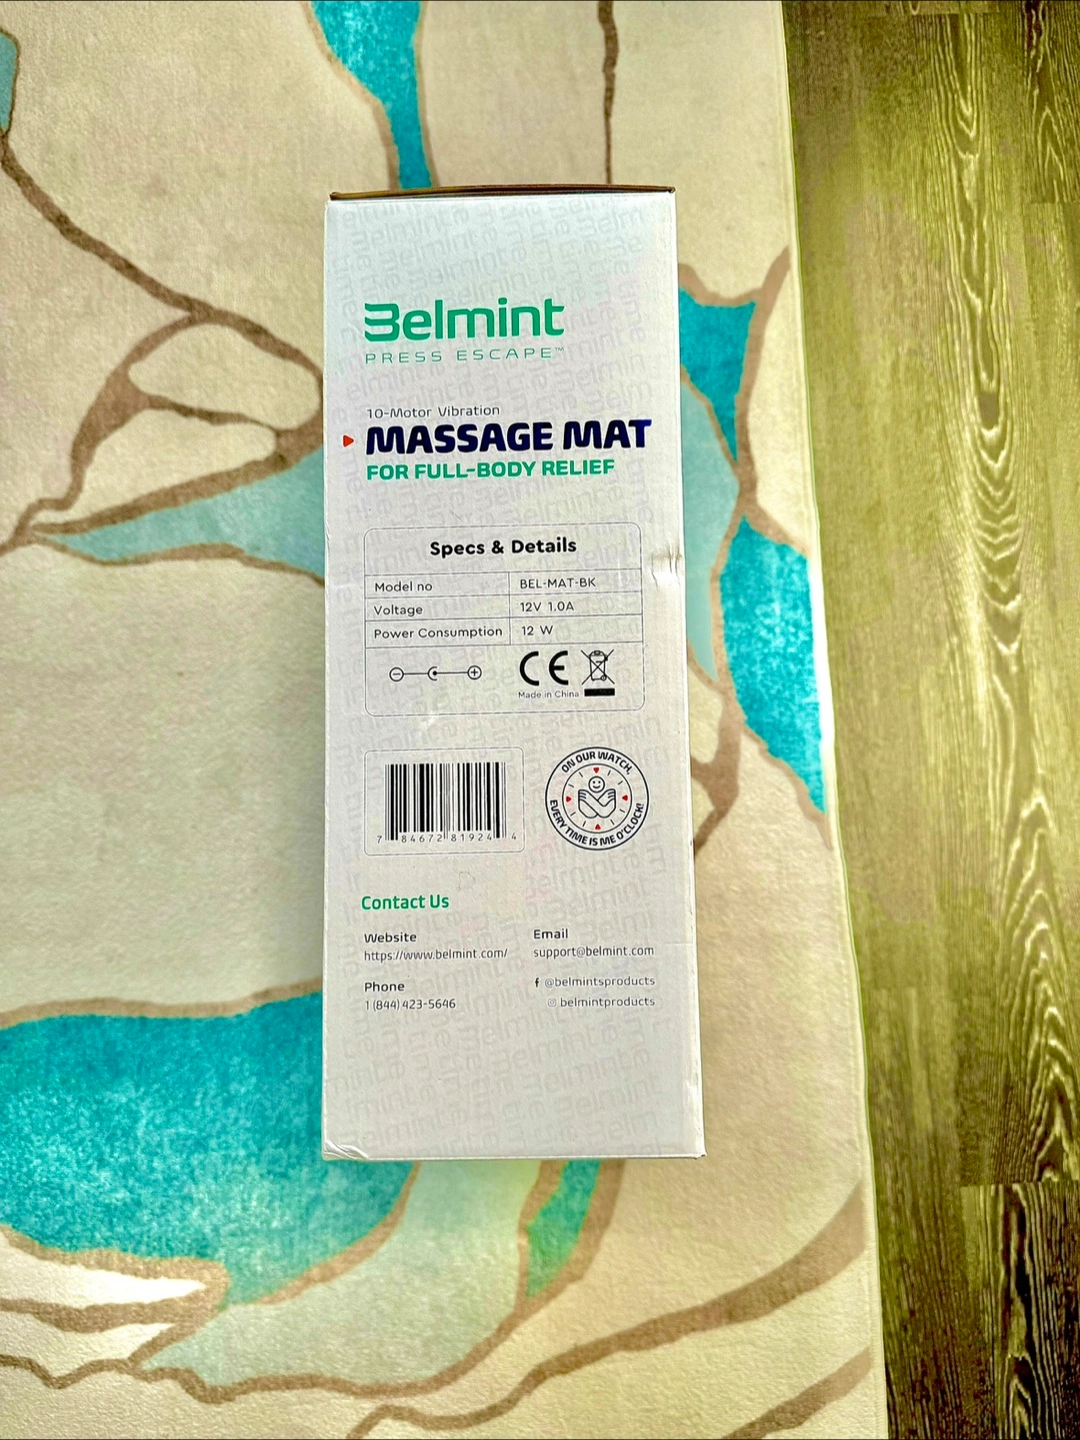 Belmint
PRESS ESCAPE™
10-Motor Vibration
MASSAGE MAT
FOR FULL-BODY RELIEF
Specs & Details
Model no BEL-MAT-BK
Voltage 12V 1.0A
Power Consumption 12 W
CE
Made in China
7 84672 81924 4
ON OUR WATCH,
EVERY TIME IS ME O'CLOCK!
Contact Us
Website
https://www.belmint.com/
Email
support@belmint.com
Phone
1 (844) 423-5646
f @belmintsproducts
belmintproducts